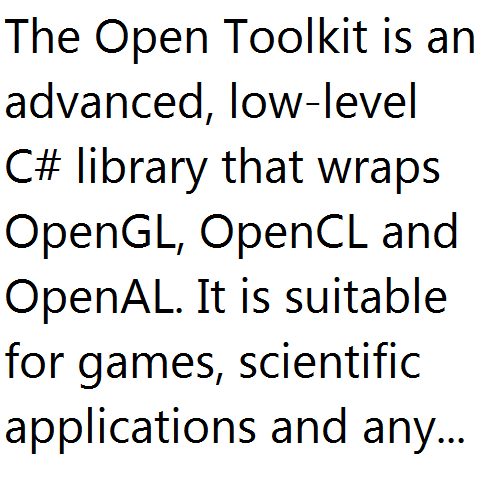 The Open Toolkit is an
advanced, low-level
C# library that wraps
OpenGL, OpenCL and
OpenAL. It is suitable
for games, scientific
applications and any...